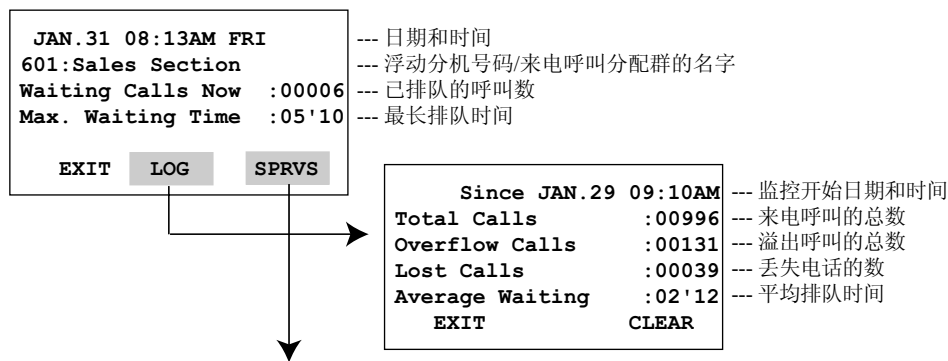 JAN.31 08:13AM FRI --- 日期和时间
601:Sales Section --- 浮动分机号码/来电呼叫分配群的名字
Waiting Calls Now :00006 --- 已排队的呼叫数
Max. Waiting Time :05'10 --- 最长排队时间
EXIT LOG SPRVS
Since JAN.29 09:10AM --- 监控开始日期和时间
Total Calls :00996 --- 来电呼叫的总数
Overflow Calls :00131 --- 溢出呼叫的总数
Lost Calls :00039 --- 丢失电话的数
Average Waiting :02'12 --- 平均排队时间
EXIT CLEAR